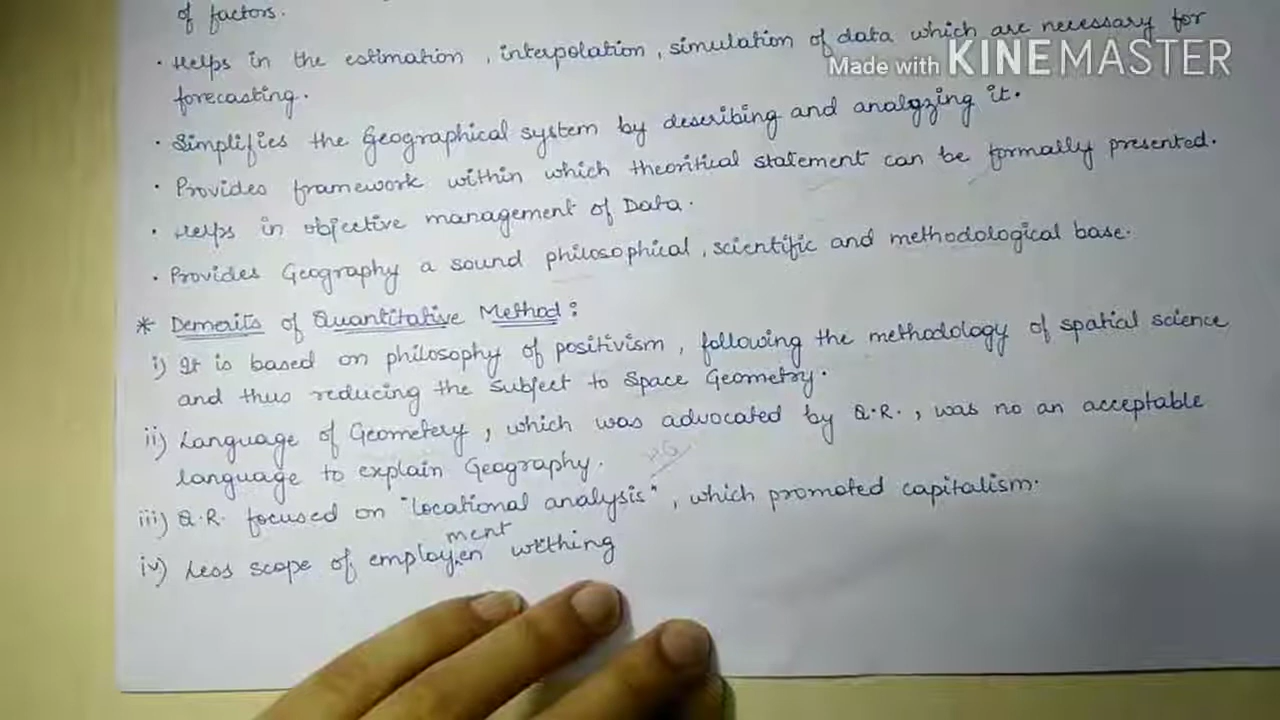 of factors.
Made with KINEMASTER
• Helps in the estimation, interpolation, simulation of data which are necessary for
forecasting.
• Simplifies the Geographical system by describing and analyzing it.
• Provides framework within which theoritical statement can be formally presented.
• Helps in objective management of Data.
• Provides Geography a sound philosophical, scientific and methodological base.
* Demerits of Quantitative Method:
i) It is based on philosophy of positivism, following the methodology of spatial science
and thus reducing the subject to Space Geometry.
ii) Language of Geometery, which was advocated by Q.R., was no an acceptable
language to explain Geography.
iii) Q.R. focused on "locational analysis", which promoted capitalism.
ment
iv) Less scope of employen withing